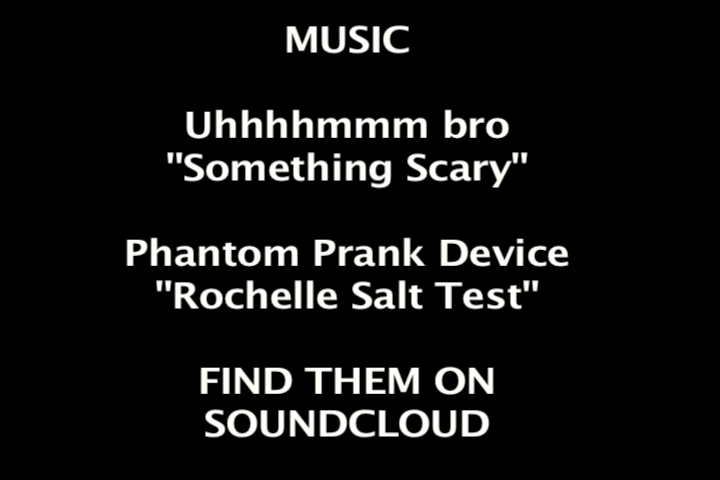 MUSIC
Uhhhhmmm bro
"Something Scary"
Phantom Prank Device
"Rochelle Salt Test"
FIND THEM ON
SOUNDCLOUD